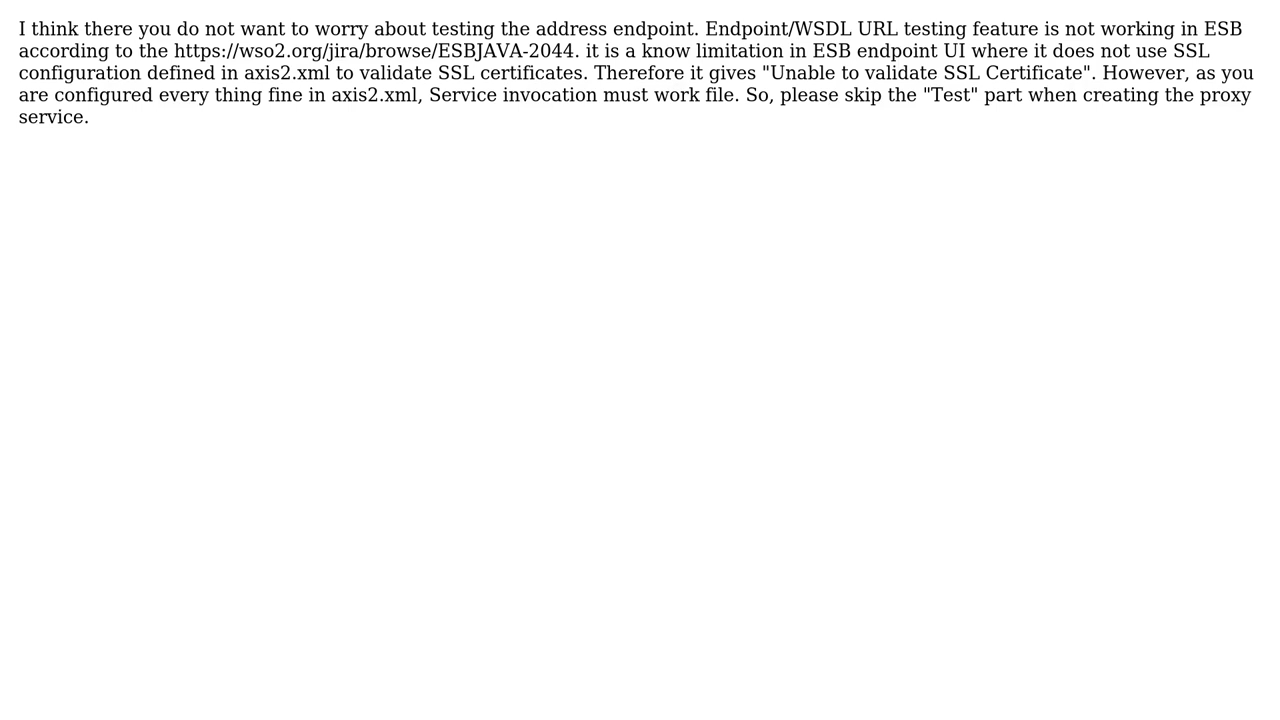 I think there you do not want to worry about testing the address endpoint. Endpoint/WSDL URL testing feature is not working in ESB
according to the https://wso2.org/jira/browse/ESBJAVA-2044. it is a know limitation in ESB endpoint UI where it does not use SSL
configuration defined in axis2.xml to validate SSL certificates. Therefore it gives "Unable to validate SSL Certificate". However, as you
are configured every thing fine in axis2.xml, Service invocation must work file. So, please skip the "Test" part when creating the proxy
service.